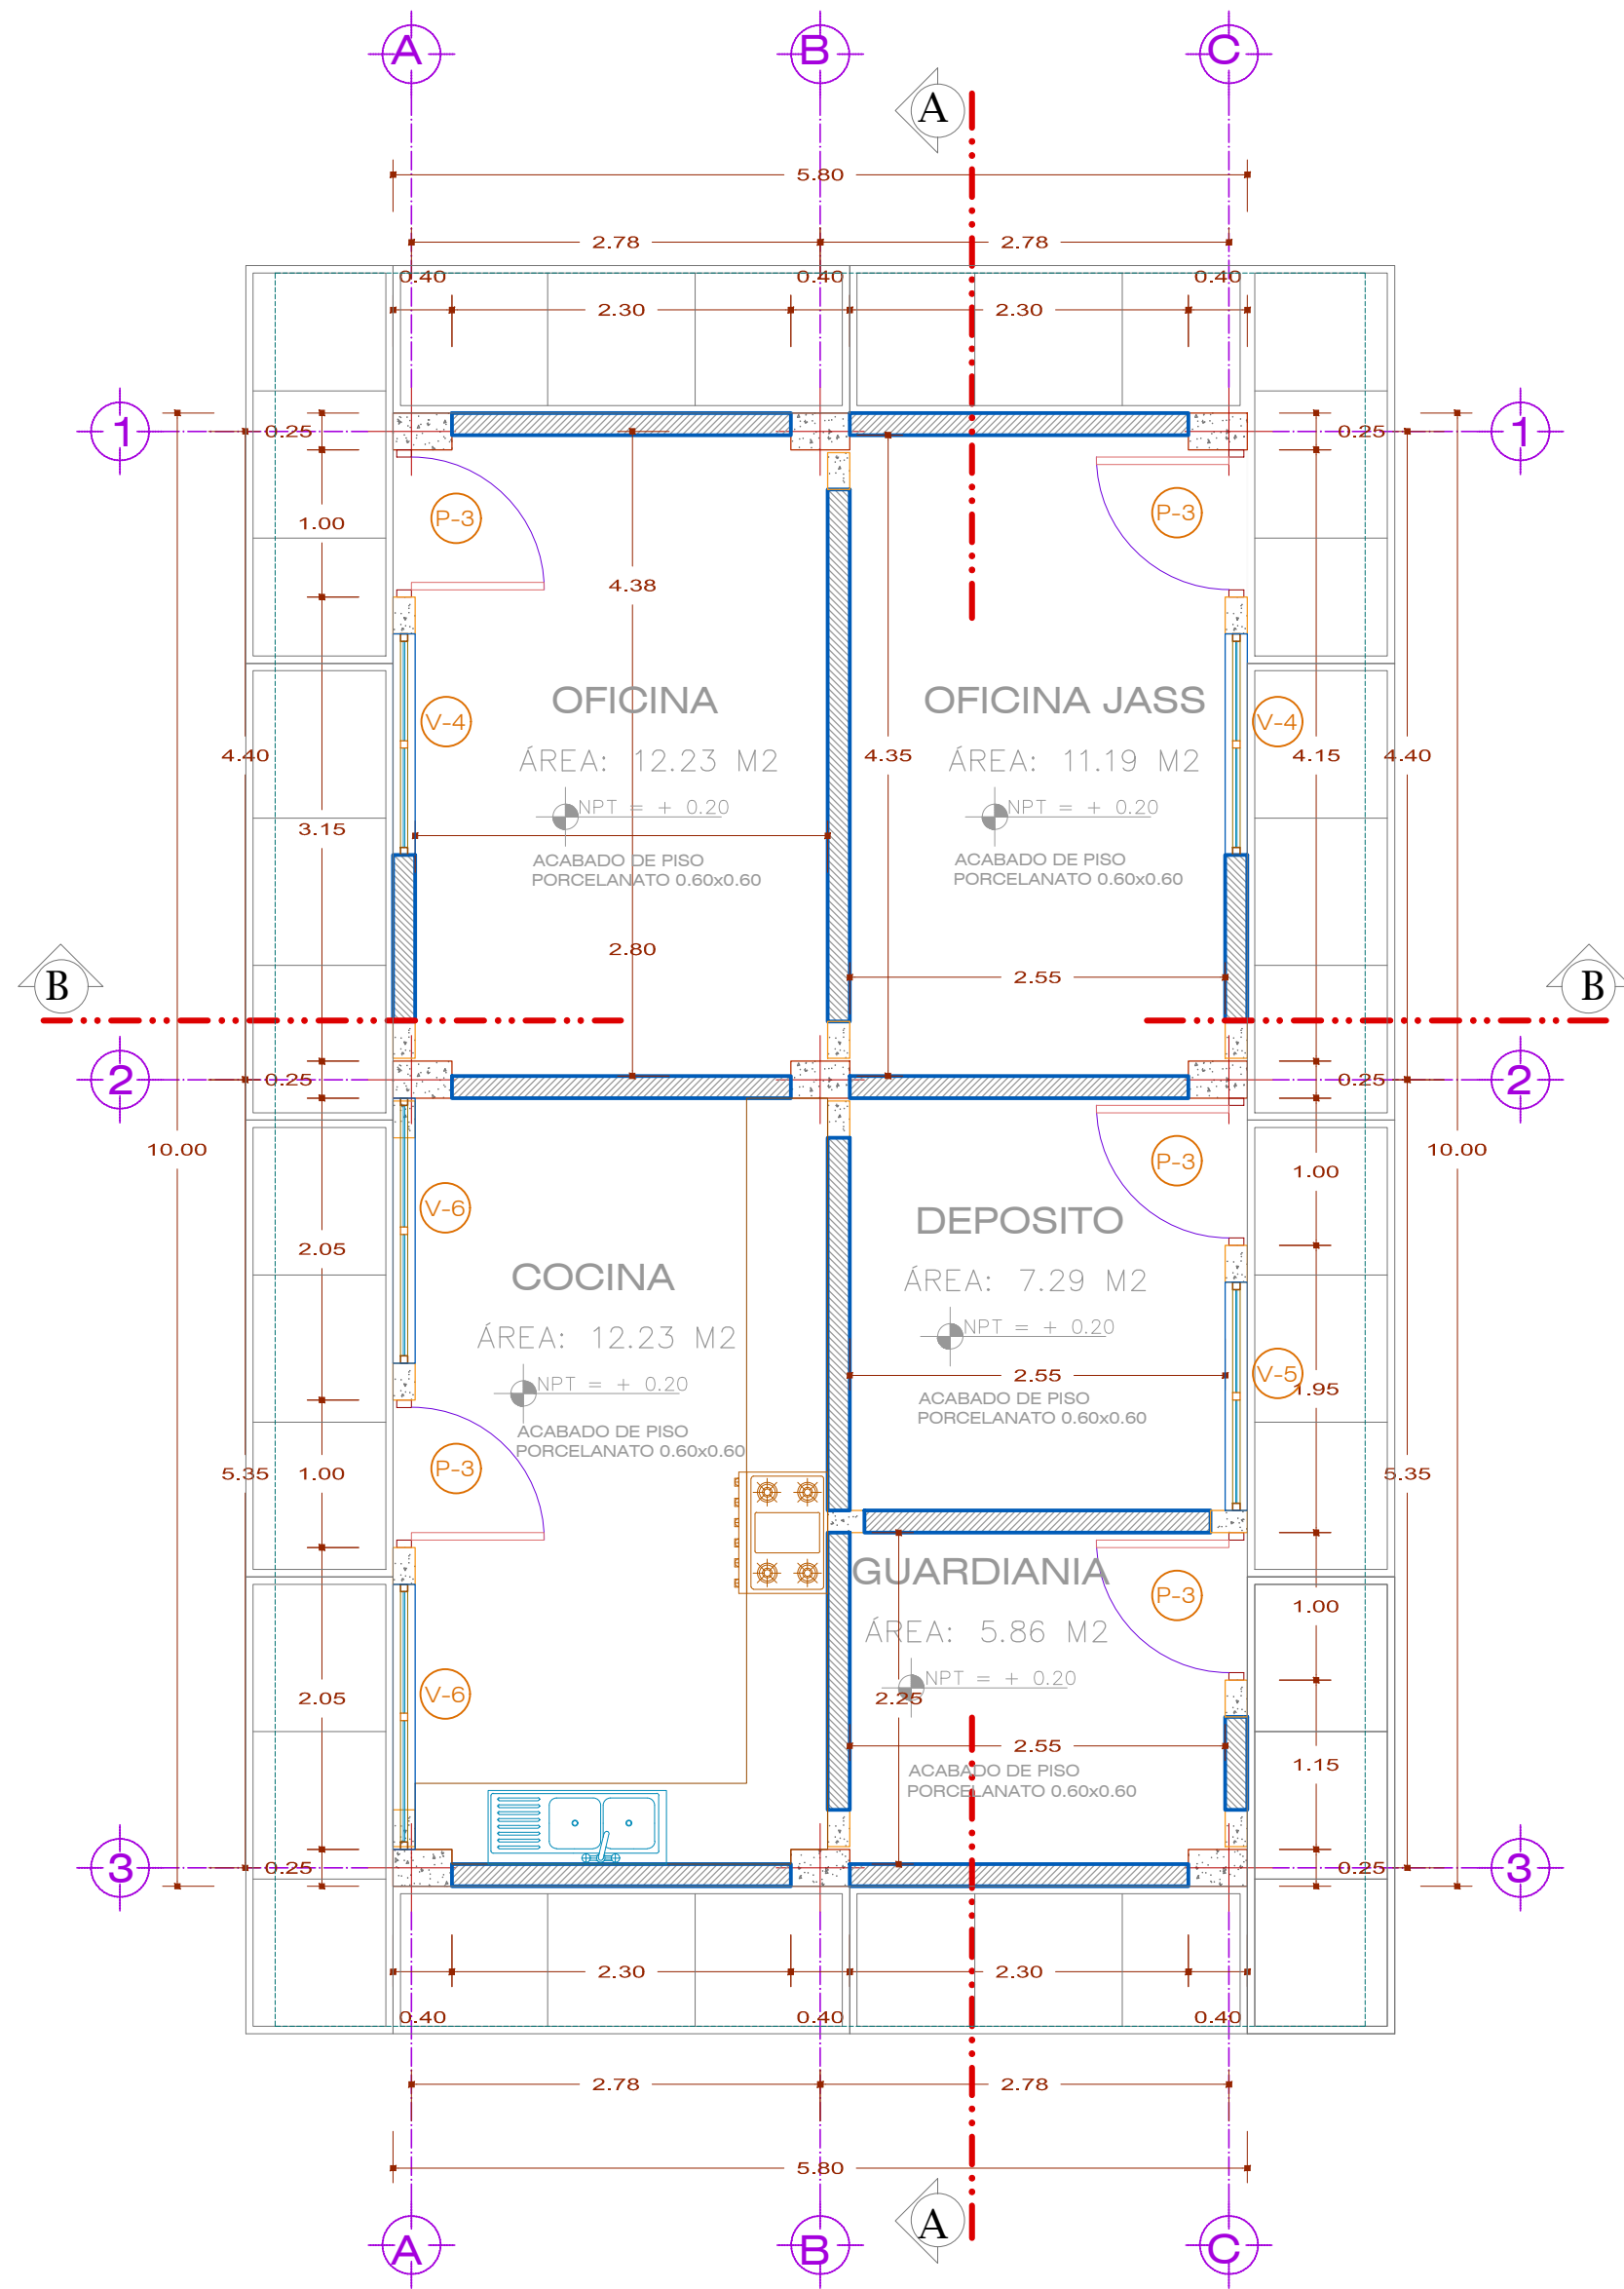 A B C
A
5.80
2.78 2.78
0.40 0.40 0.40
2.30 2.30
1 0.25 0.25 1
P-3 P-3
1.00
4.38
OFICINA OFICINA JASS
V-4 V-4
4.40 ÁREA: 12.23 M2 4.35 ÁREA: 11.19 M2 4.15 4.40
NPT = + 0.20 NPT = + 0.20
3.15
ACABADO DE PISO ACABADO DE PISO
PORCELANATO 0.60x0.60 PORCELANATO 0.60x0.60
2.80
2.55
B B
2 0.25 0.25 2
10.00 10.00
P-3
1.00
V-6
DEPOSITO
2.05
COCINA ÁREA: 7.29 M2
NPT = + 0.20
ÁREA: 12.23 M2
2.55 V-5
NPT = + 0.20 1.95
ACABADO DE PISO
PORCELANATO 0.60x0.60
ACABADO DE PISO
PORCELANATO 0.60x0.60
5.35 1.00 P-3 5.35
GUARDIANIA
P-3
1.00
ÁREA: 5.86 M2
NPT = + 0.20
2.05 V-6 2.25
2.55
1.15
ACABADO DE PISO
PORCELANATO 0.60x0.60
3 0.25 0.25 3
2.30 2.30
0.40 0.40 0.40
2.78 2.78
5.80
A
A B C